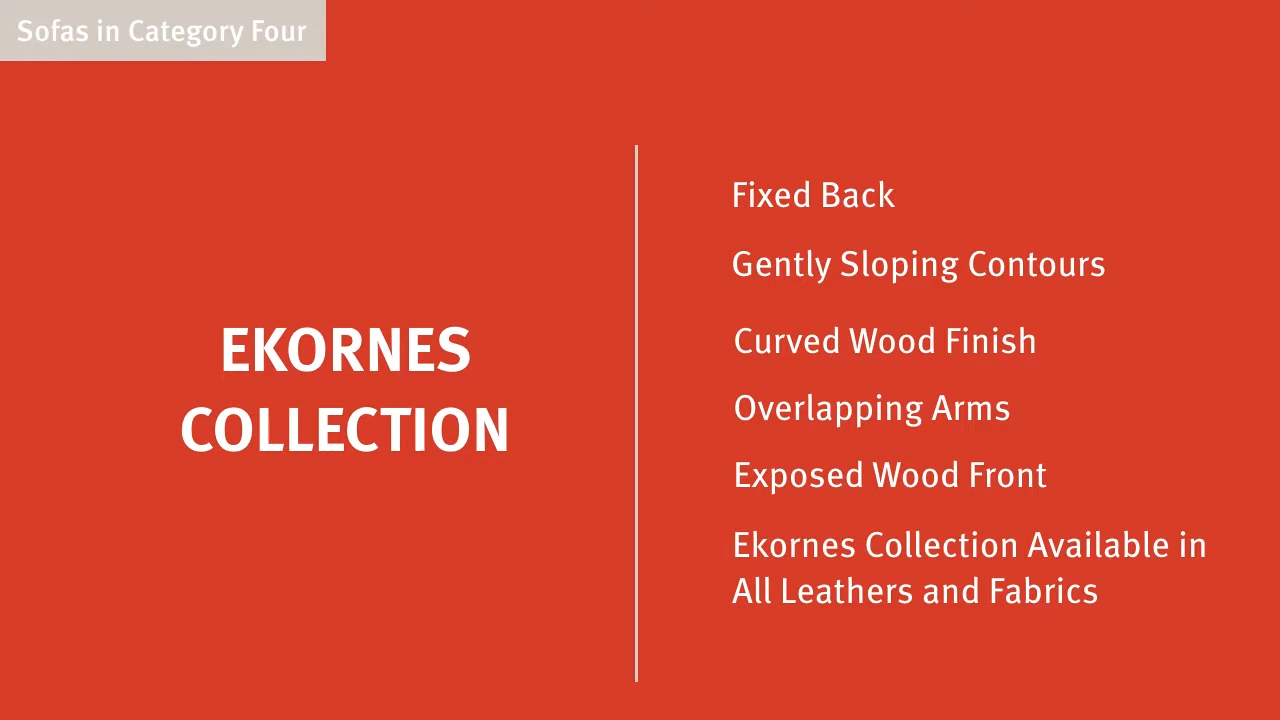 Sofas in Category Four
EKORNES
COLLECTION
Fixed Back
Gently Sloping Contours
Curved Wood Finish
Overlapping Arms
Exposed Wood Front
Ekornes Collection Available in
All Leathers and Fabrics